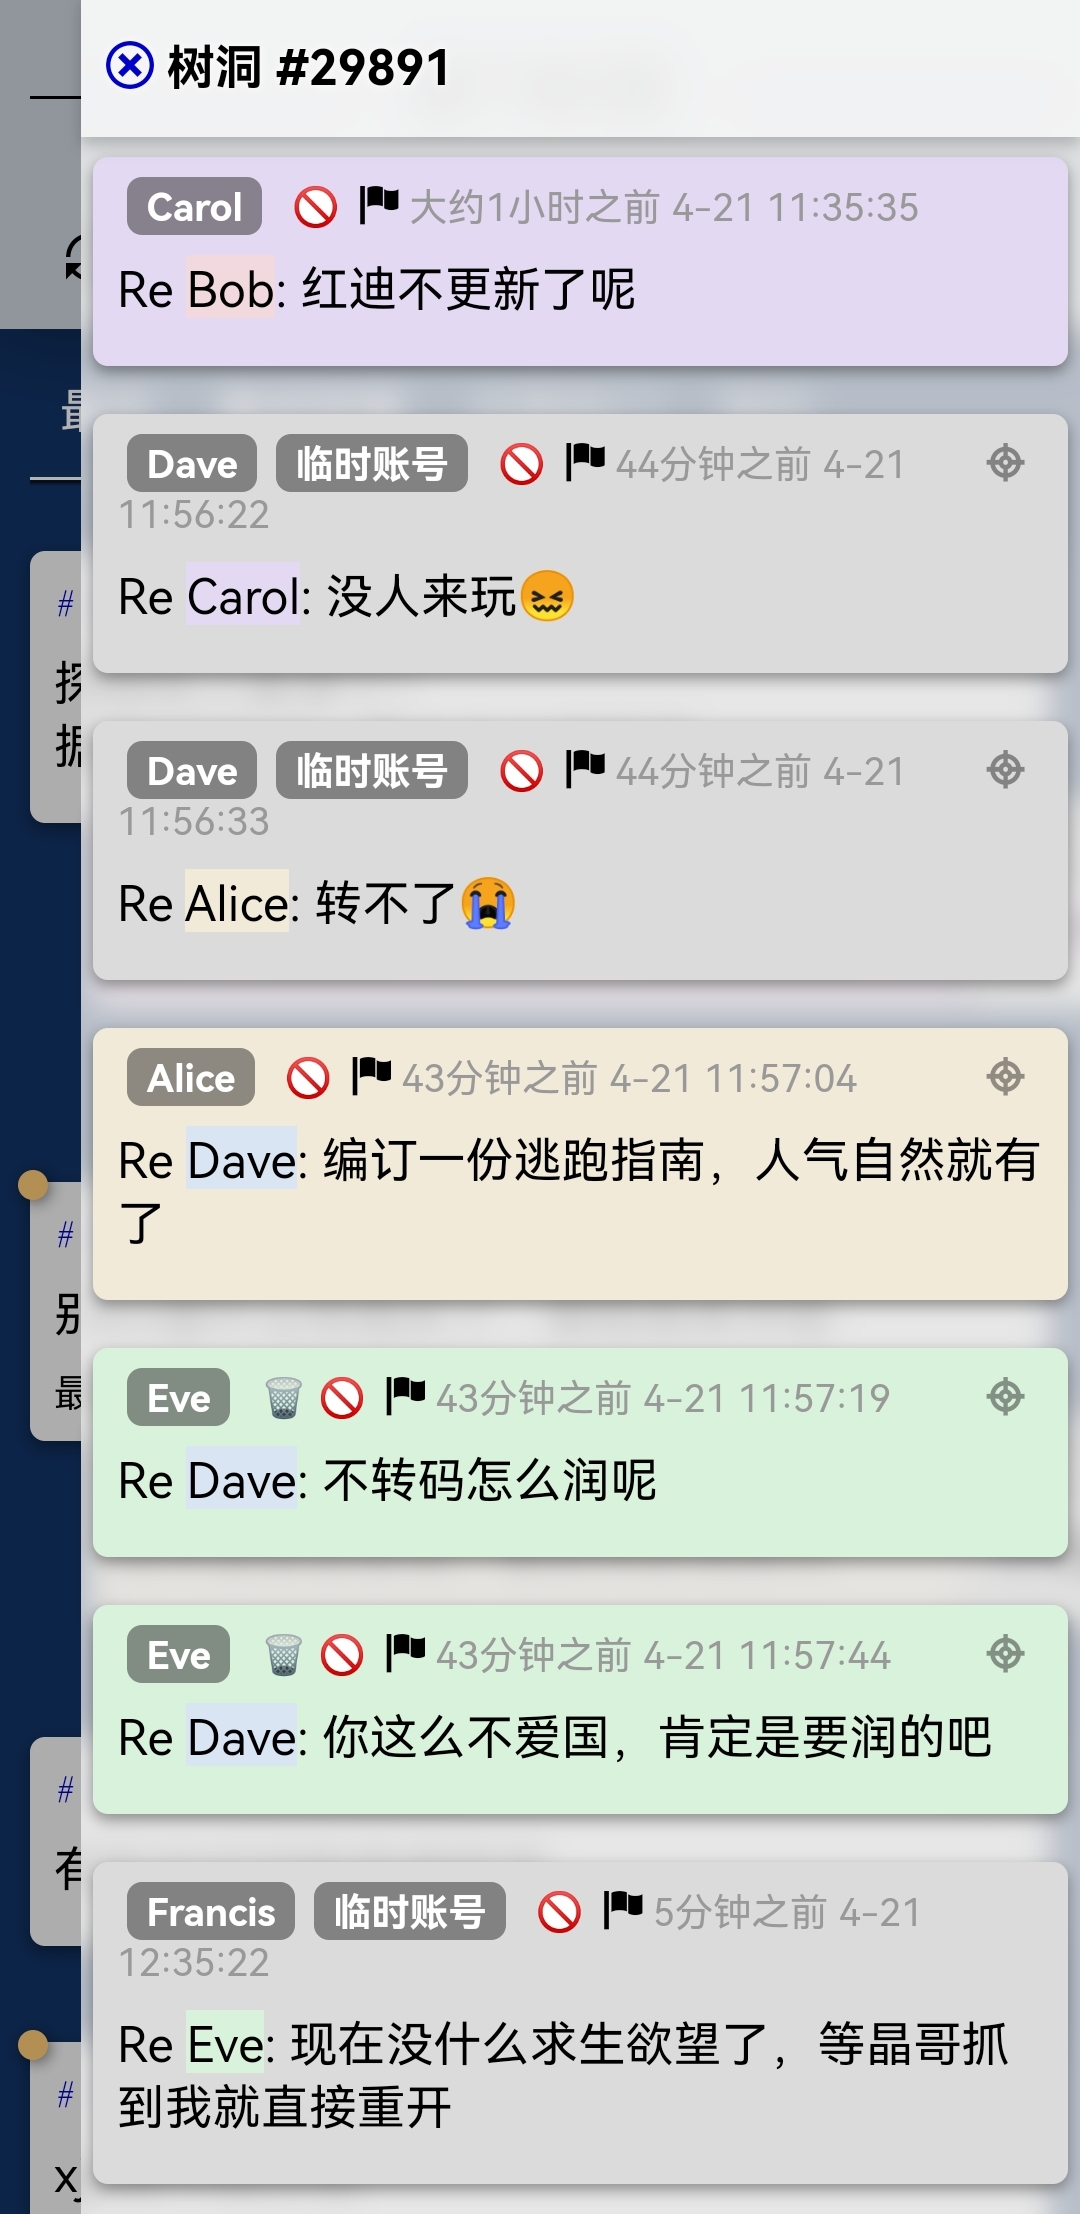 树洞 #29891
Carol 大约1小时之前 4-21 11:35:35
Re Bob: 红迪不更新了呢
Dave 临时账号 44分钟之前 4-21
11:56:22
Re Carol: 没人来玩😖
Dave 临时账号 44分钟之前 4-21
11:56:33
Re Alice: 转不了😭
Alice 43分钟之前 4-21 11:57:04
Re Dave: 编订一份逃跑指南，人气自然就有
了
Eve 43分钟之前 4-21 11:57:19
Re Dave: 不转码怎么润呢
Eve 43分钟之前 4-21 11:57:44
Re Dave: 你这么不爱国，肯定是要润的吧
Francis 临时账号 5分钟之前 4-21
12:35:22
Re Eve: 现在没什么求生欲望了，等晶哥抓
到我就直接重开
#
#
别
最
#
有
#